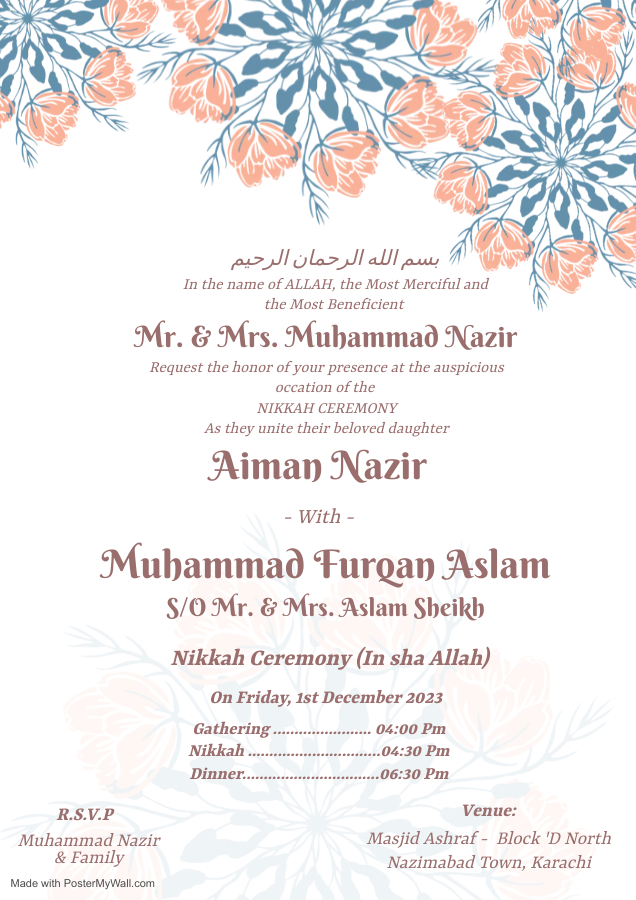 بسم الله الرحمان الرحيم
In the name of ALLAH, the Most Merciful and
the Most Beneficient
Mr. & Mrs. Muhammad Nazir
Request the honor of your presence at the auspicious
occation of the
NIKKAH CEREMONY
As they unite their beloved daughter
Aiman Nazir
- With -
Muhammad Furqan Aslam
S/O Mr. & Mrs. Aslam Sheikh
Nikkah Ceremony (In sha Allah)
On Friday, 1st December 2023
Gathering ....................... 04:00 Pm
Nikkah ...............................04:30 Pm
Dinner................................06:30 Pm
R.S.V.P
Muhammad Nazir
& Family
Venue:
Masjid Ashraf - Block 'D North
Nazimabad Town, Karachi
Made with PosterMyWall.com